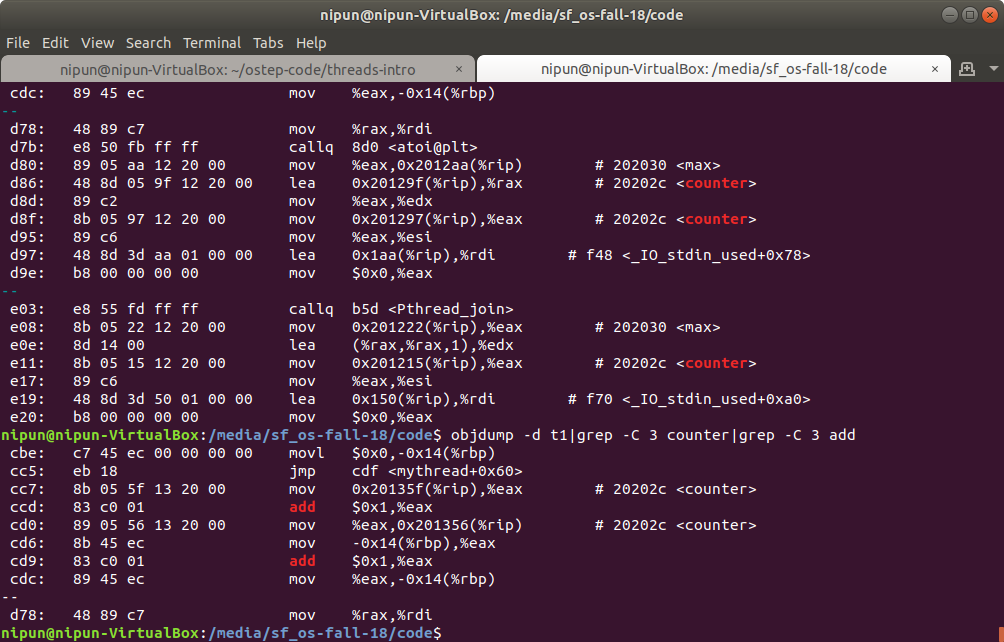 nipun@nipun-VirtualBox: /media/sf_os-fall-18/code
File Edit View Search Terminal Tabs Help
nipun@nipun-VirtualBox: ~/ostep-code/threads-intro × nipun@nipun-VirtualBox: /media/sf_os-fall-18/code ×
 cdc:	89 45 ec	mov    %eax,-0x14(%rbp)
--
 d78:	48 89 c7	mov    %rax,%rdi
 d7b:	e8 50 fb ff ff	callq  8d0 <atoi@plt>
 d80:	89 05 aa 12 20 00	mov    %eax,0x2012aa(%rip)        # 202030 <max>
 d86:	48 8d 05 9f 12 20 00	lea    0x20129f(%rip),%rax        # 20202c <counter>
 d8d:	89 c2	mov    %eax,%edx
 d8f:	8b 05 97 12 20 00	mov    0x201297(%rip),%eax        # 20202c <counter>
 d95:	89 c6	mov    %eax,%esi
 d97:	48 8d 3d aa 01 00 00	lea    0x1aa(%rip),%rdi        # f48 <_IO_stdin_used+0x78>
 d9e:	b8 00 00 00 00	mov    $0x0,%eax
--
 e03:	e8 55 fd ff ff	callq  b5d <Pthread_join>
 e08:	8b 05 22 12 20 00	mov    0x201222(%rip),%eax        # 202030 <max>
 e0e:	8d 14 00	lea    (%rax,%rax,1),%edx
 e11:	8b 05 15 12 20 00	mov    0x201215(%rip),%eax        # 20202c <counter>
 e17:	89 c6	mov    %eax,%esi
 e19:	48 8d 3d 50 01 00 00	lea    0x150(%rip),%rdi        # f70 <_IO_stdin_used+0xa0>
 e20:	b8 00 00 00 00	mov    $0x0,%eax
nipun@nipun-VirtualBox:/media/sf_os-fall-18/code$ objdump -d t1|grep -C 3 counter|grep -C 3 add
 cbe:	c7 45 ec 00 00 00 00	movl   $0x0,-0x14(%rbp)
 cc5:	eb 18	jmp    cdf <mythread+0x60>
 cc7:	8b 05 5f 13 20 00	mov    0x20135f(%rip),%eax        # 20202c <counter>
 ccd:	83 c0 01	add    $0x1,%eax
 cd0:	89 05 56 13 20 00	mov    %eax,0x201356(%rip)        # 20202c <counter>
 cd6:	8b 45 ec	mov    -0x14(%rbp),%eax
 cd9:	83 c0 01	add    $0x1,%eax
 cdc:	89 45 ec	mov    %eax,-0x14(%rbp)
--
 d78:	48 89 c7	mov    %rax,%rdi
nipun@nipun-VirtualBox:/media/sf_os-fall-18/code$